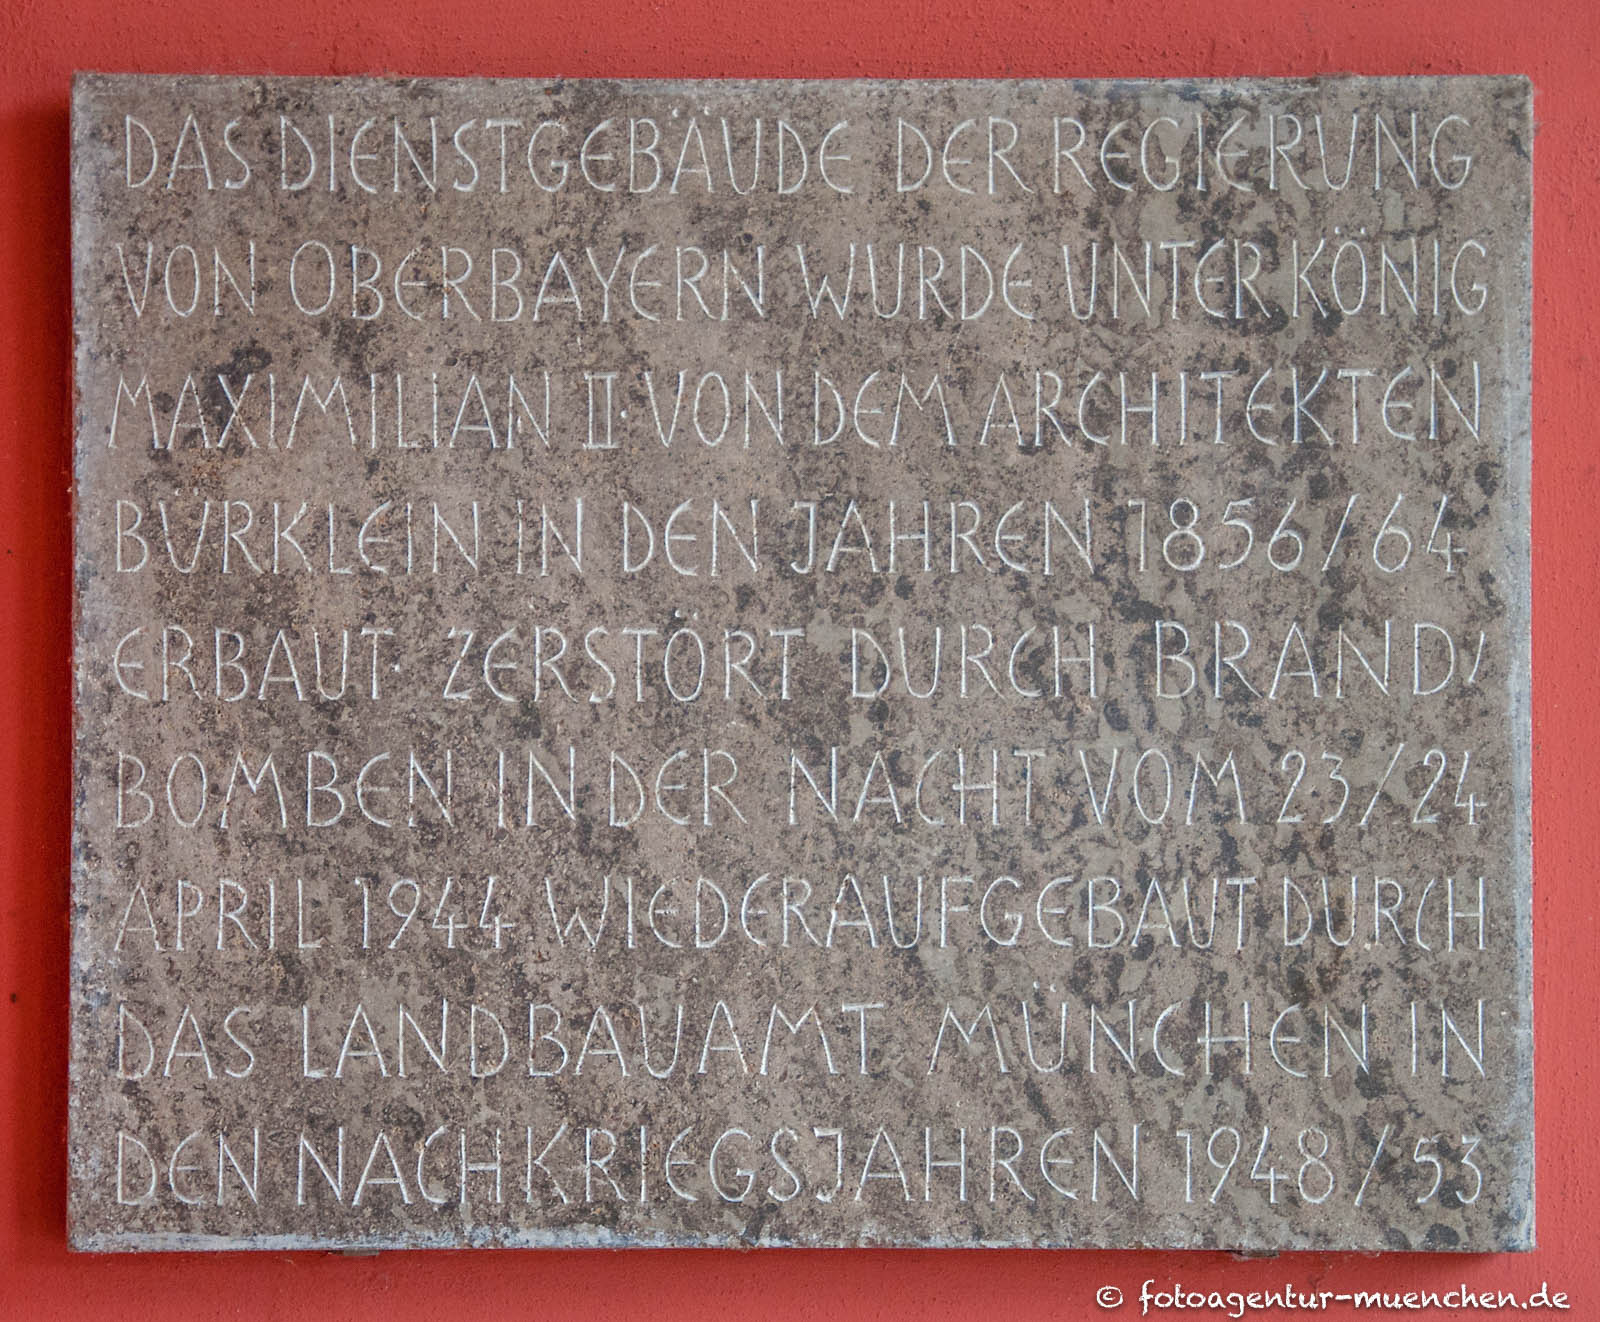 DAS DIENSTGEBÄUDE DER REGIERUNG
VON OBERBAYERN WURDE UNTER KÖNIG
MAXIMILIAN II· VON DEM ARCHITEKTEN
BÜRKLEIN IN DEN JAHREN 1856/64
ERBAUT· ZERSTÖRT DURCH BRAND/
BOMBEN IN DER NACHT VOM 23/24
APRIL 1944 WIEDERAUFGEBAUT DURCH
DAS LANDBAUAMT MÜNCHEN IN
DEN NACHKRIEGSJAHREN 1948/53
© fotoagentur-muenchen.de